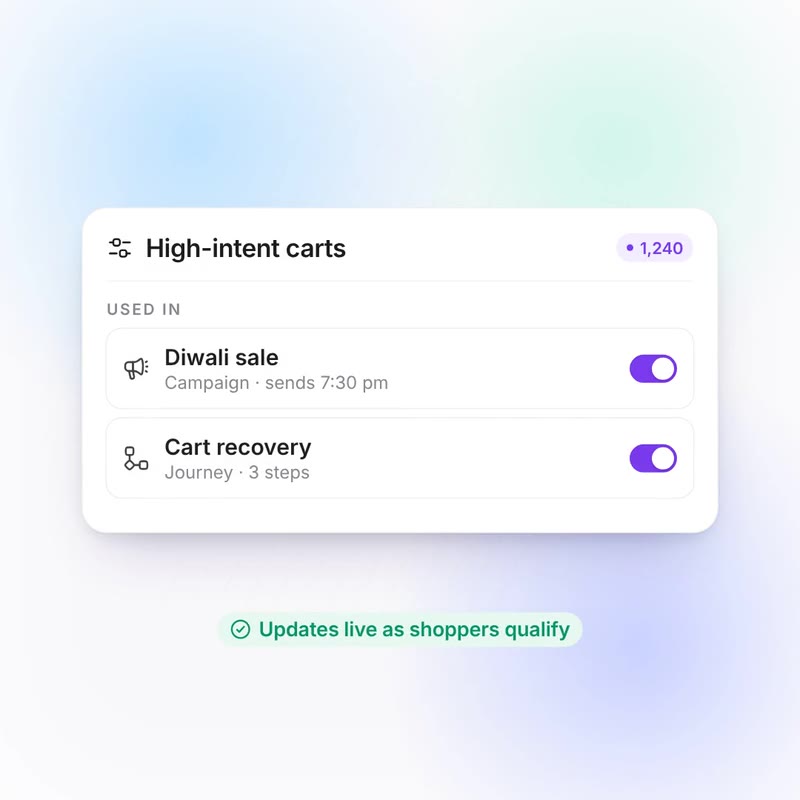 High-intent carts
1,240
USED IN
Diwali sale
Campaign · sends 7:30 pm
Cart recovery
Journey · 3 steps
Updates live as shoppers qualify